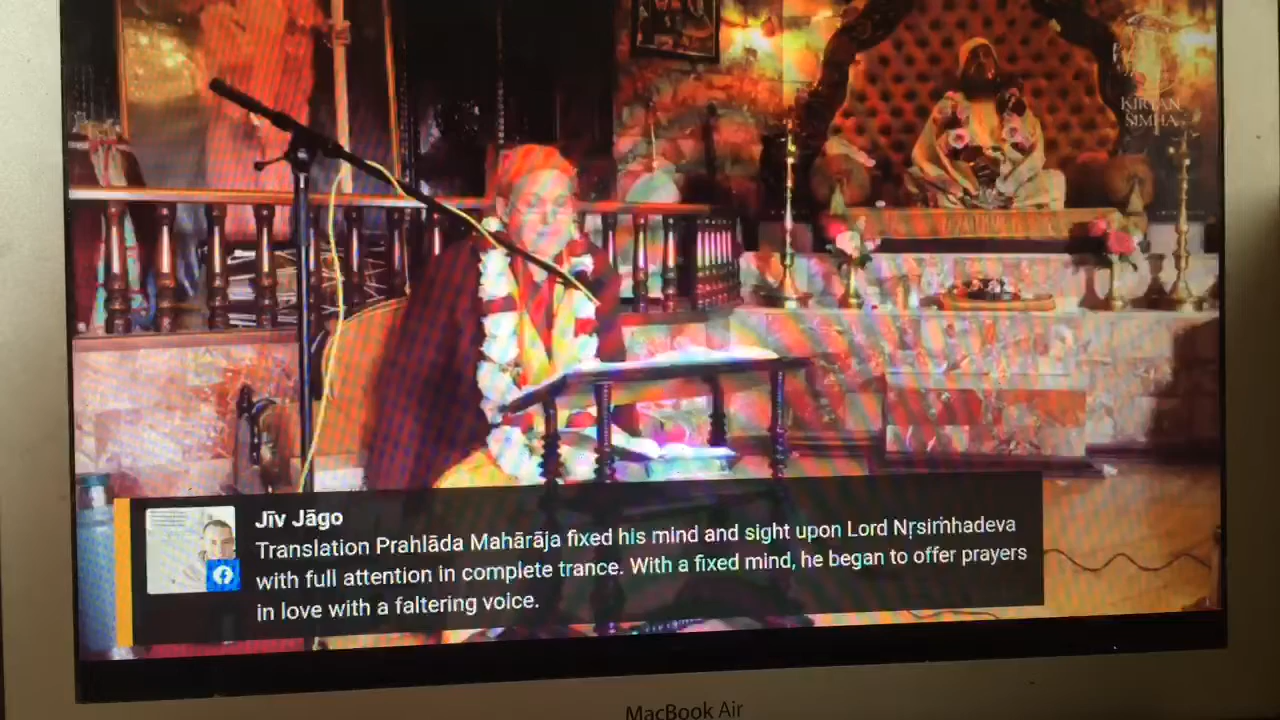 KIRTAN
SIMHA
Jīv Jāgo
Translation Prahlāda Mahārāja fixed his mind and sight upon Lord Nṛsiṁhadeva
with full attention in complete trance. With a fixed mind, he began to offer prayers
in love with a faltering voice.
MacBook Air